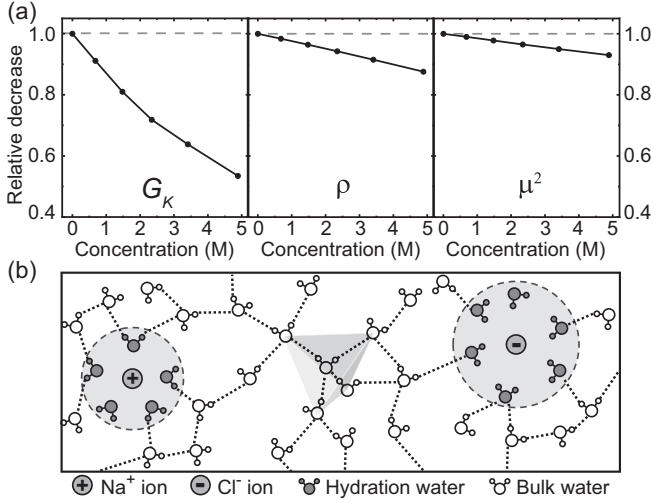 (a)
Relative decrease
1.0
0.8
0.6
0.4
1.0
0.8
0.6
0.4
G_K
ρ
μ²
0 1 2 3 4 5
0 1 2 3 4 5
0 1 2 3 4 5
Concentration (M)
Concentration (M)
Concentration (M)
(b)
+
-
+ Na⁺ ion
- Cl⁻ ion
Hydration water
Bulk water